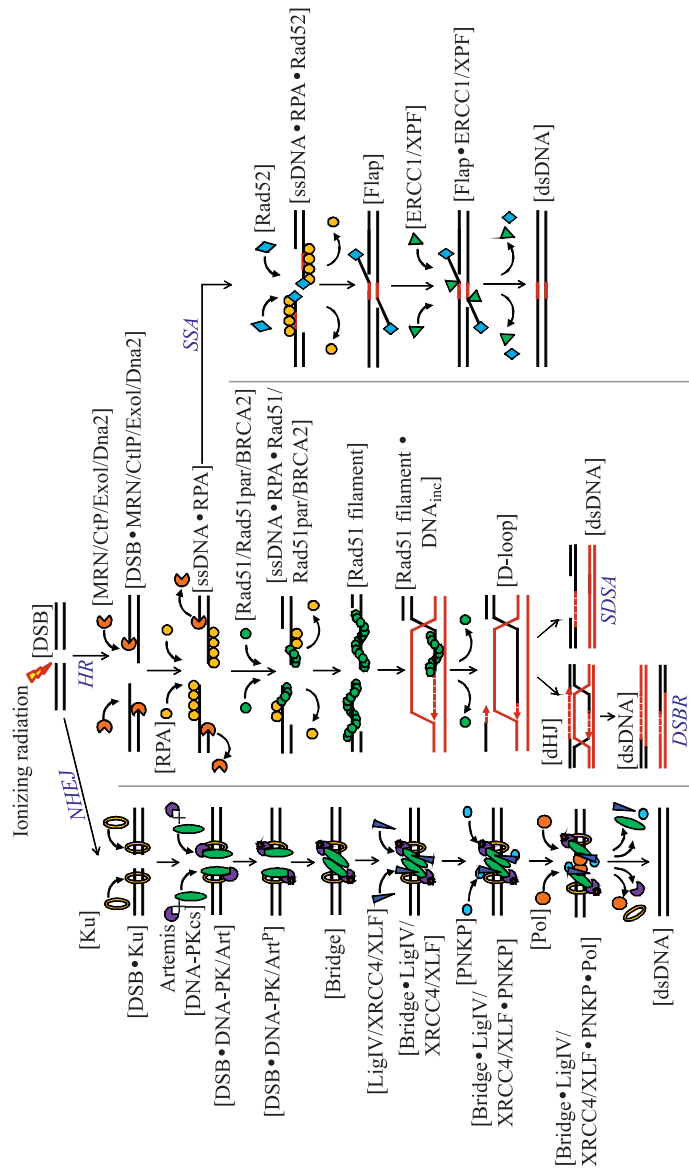 Ionizing radiation
[DSB]
NHEJ
HR
[Ku]
[DSB•Ku]
Artemis
+
+
[DNA-PKcs]
[DSB•DNA-PK/Art]
[DSB•DNA-PK/Artᴾ]
[Bridge]
[LigIV/XRCC4/XLF]
[Bridge•LigIV/
XRCC4/XLF]
[PNKP]
[Bridge•LigIV/
XRCC4/XLF•PNKP]
[Pol]
[Bridge•LigIV/
XRCC4/XLF•PNKP•Pol]
[dsDNA]
[MRN/CtP/ExoI/Dna2]
[DSB•MRN/CtIP/ExoI/Dna2]
[RPA]
[ssDNA•RPA]
[Rad51/Rad51par/BRCA2]
[ssDNA•RPA•Rad51/
Rad51par/BRCA2]
[Rad51 filament]
[Rad51 filament•
DNAinc]
[D-loop]
[dHJ]
[dsDNA]
DSBR
[dsDNA]
SDSA
SSA
[Rad52]
[ssDNA•RPA•Rad52]
[Flap]
[ERCC1/XPF]
[Flap•ERCC1/XPF]
[dsDNA]